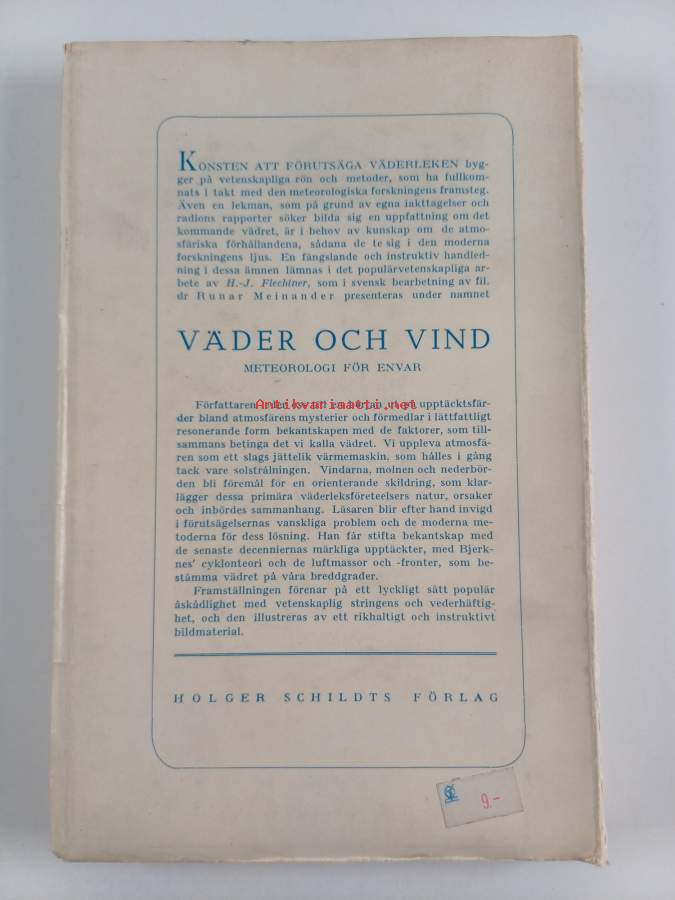 KONSTEN ATT FÖRUTSÄGA VÄDERLEKEN byg-
ger på vetenskapliga rön och metoder, som ha fullkom-
nats i takt med den meteorologiska forskningens framsteg.
Även en lekman, som på grund av egna iakttagelser och
radions rapporter söker bilda sig en uppfattning om det
kommande vädret, är i behov av kunskap om de atmo-
sfäriska förhållandena, sådana de te sig i den moderna
forskningens ljus. En fängslande och instruktiv handled-
ning i dessa ämnen lämnas i det populärvetenskapliga ar-
bete av H.-J. Flechtner, som i svensk bearbetning av fil.
dr Runar Meinander presenteras under namnet
VÄDER OCH VIND
METEOROLOGI FÖR ENVAR
Författaren upptäcktsfär-
Antikvariaatti.net
der bland atmosfärens mysterier och förmedlar i lättfattligt
resonerande form bekantskapen med de faktorer, som till-
sammans betinga det vi kalla vädret. Vi uppleva atmosfä-
ren som ett slags jättelik värmemaskin, som hålles i gång
tack vare solstrålningen. Vindarna, molnen och nederbör-
den bli föremål för en orienterande skildring, som klar-
lägger dessa primära väderleksföreteelsers natur, orsaker
och inbördes sammanhang. Läsaren blir efter hand invigd
i förutsägelsernas vanskliga problem och de moderna me-
toderna för dess lösning. Han får stifta bekantskap med
de senaste decenniernas märkliga upptäckter, med Bjerk-
nes' cyklonteori och de luftmassor och -fronter, som be-
stämma vädret på våra breddgrader.
Framställningen förenar på ett lyckligt sätt populär
åskådlighet med vetenskaplig stringens och vederhäftig-
het, och den illustreras av ett rikhaltigt och instruktivt
bildmaterial.
HOLGER SCHILDTS FÖRLAG
9.-